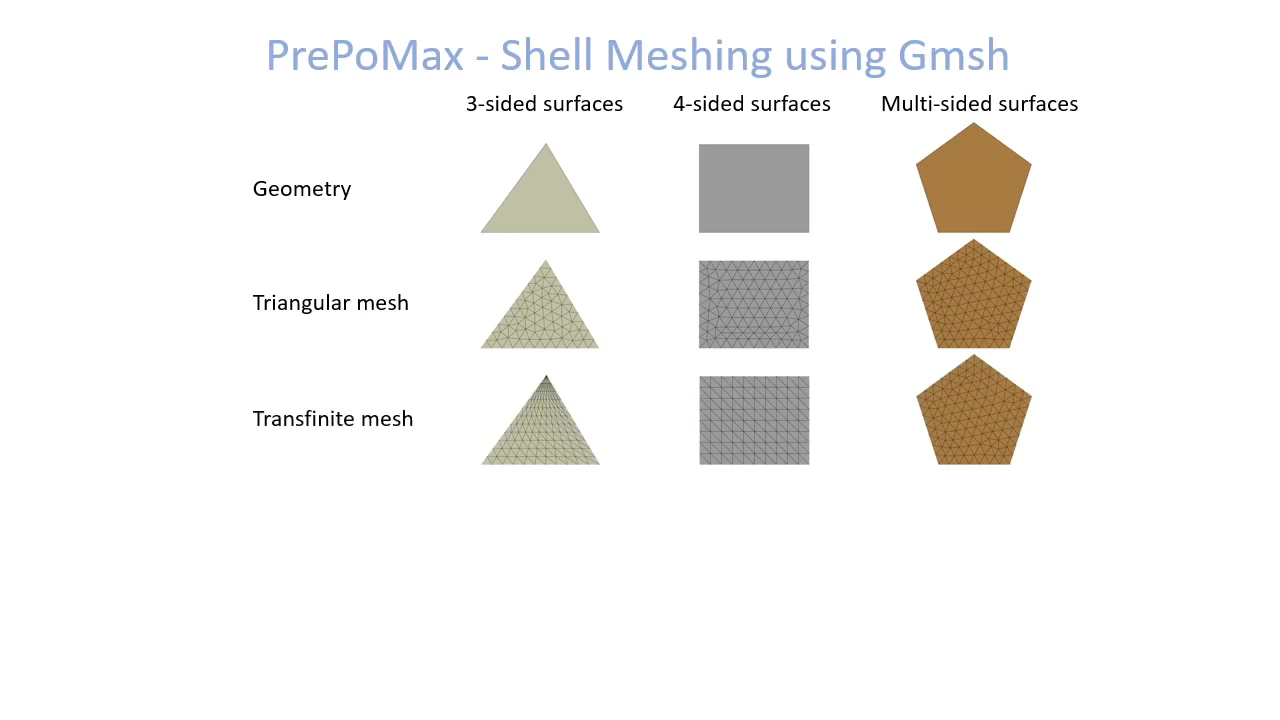 PrePoMax - Shell Meshing using Gmsh
3-sided surfaces 4-sided surfaces Multi-sided surfaces
Geometry
Triangular mesh
Transfinite mesh